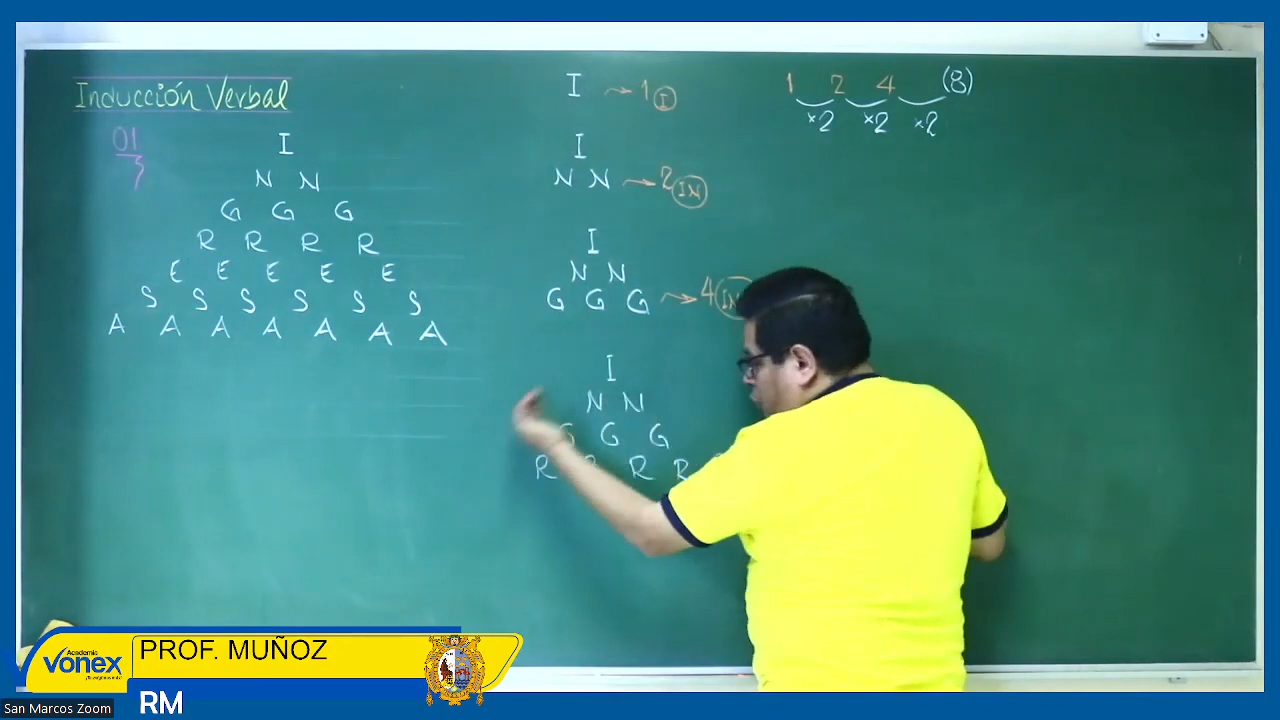 Inducción Verbal
01
I
N N
G G G
R R R R
E E E E E
S S S S S S
A A A A A A A
I → 1 I
I
N N → 2 IN
I
N N
G G G → 4 IN
I
N N
G G G
R R R R
1 2 4 (8)
×2 ×2 ×2
Academia
vonex
PROF. MUÑOZ
RM
San Marcos Zoom